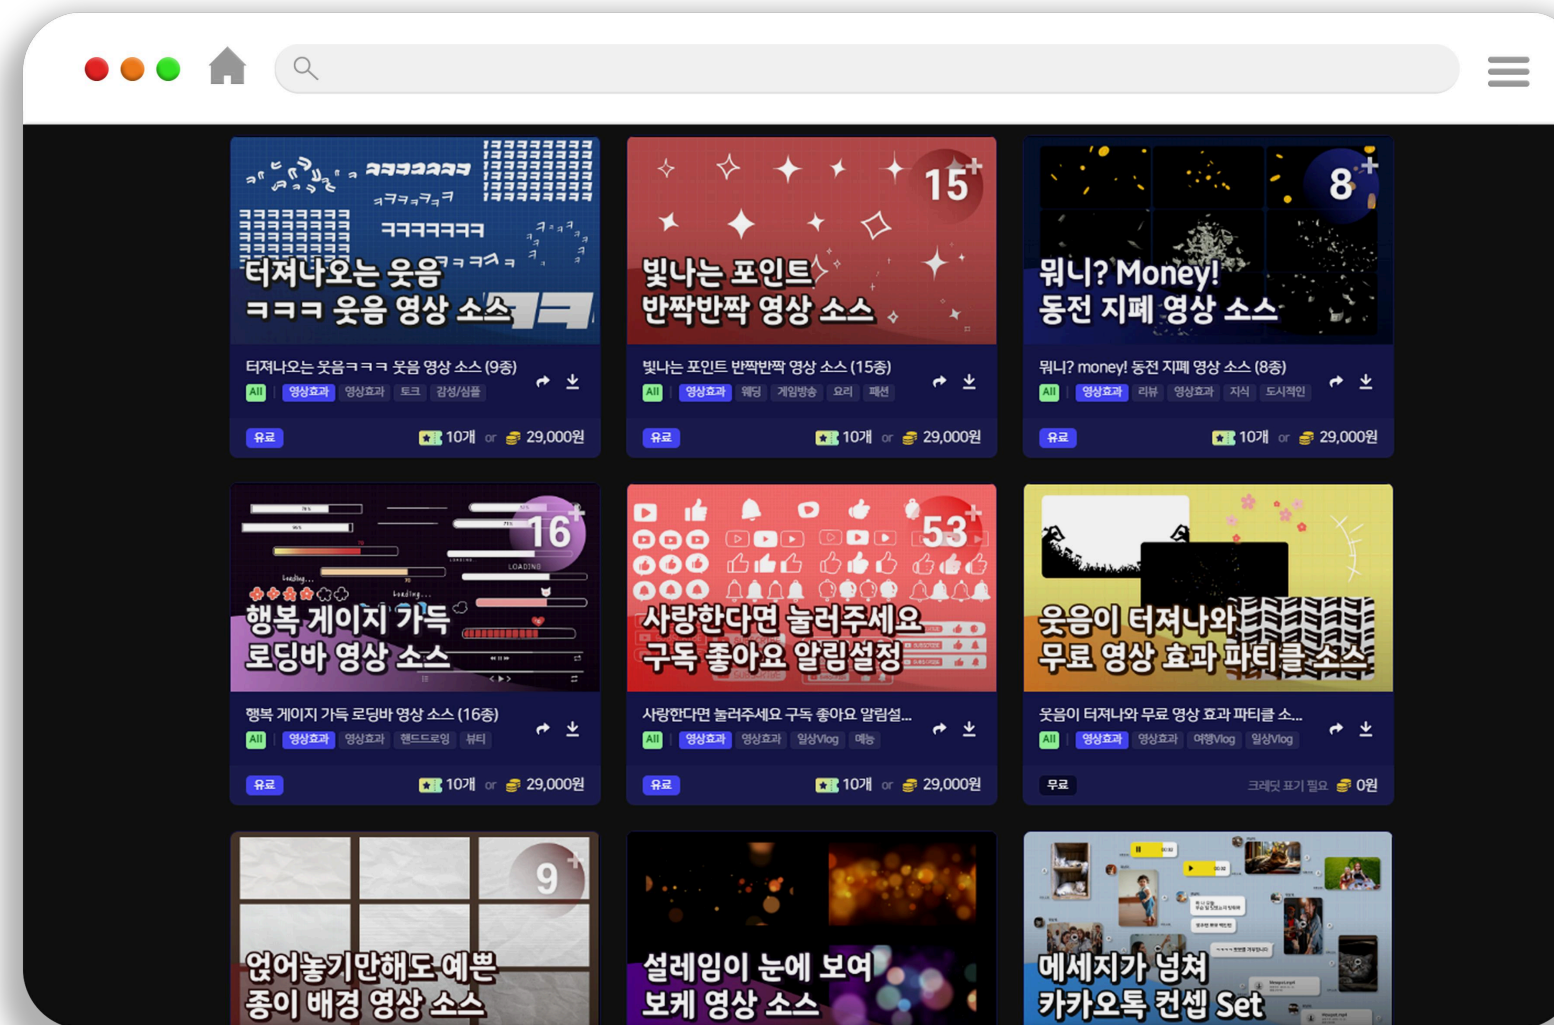 터져나오는 웃음
ㅋㅋㅋ 웃음 영상 소스
터져나오는 웃음ㅋㅋㅋ 웃음 영상 소스 (9종)
All 영상효과 영상효과 토크 감성/심플
유료 10개 or 29,000원
15+
빛나는 포인트
반짝반짝 영상 소스
빛나는 포인트 반짝반짝 영상 소스 (15종)
All 영상효과 웨딩 게임방송 요리 패션
유료 10개 or 29,000원
8+
뭐니? Money!
동전 지폐 영상 소스
뭐니? money! 동전 지폐 영상 소스 (8종)
All 영상효과 리뷰 영상효과 지식 도시적인
유료 10개 or 29,000원
16+
LOADING
Loading...
Loading...
행복 게이지 가득
로딩바 영상 소스
행복 게이지 가득 로딩바 영상 소스 (16종)
All 영상효과 영상효과 핸드드로잉 뷰티
유료 10개 or 29,000원
53+
사랑한다면 눌러주세요
구독 좋아요 알림설정
사랑한다면 눌러주세요 구독 좋아요 알림설...
All 영상효과 영상효과 일상Vlog 예능
유료 10개 or 29,000원
웃음이 터져나와
무료 영상 효과 파티클 소스
웃음이 터져나와 무료 영상 효과 파티클 소...
All 영상효과 영상효과 여행Vlog 일상Vlog
무료 크레딧 표기 필요 0원
9+
얹어놓기만해도 예쁜
종이 배경 영상 소스
설레임이 눈에 보여
보케 영상 소스
메세지가 넘쳐
카카오톡 컨셉 Set